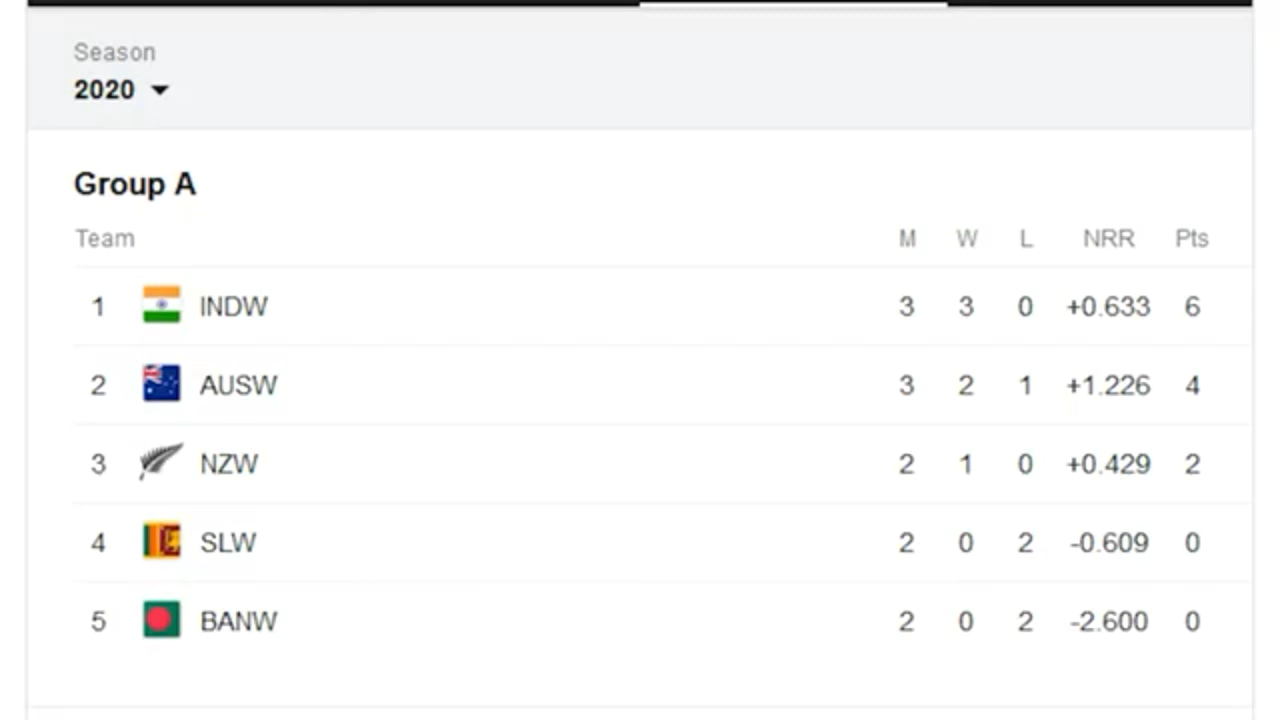 Season
2020
Group A
Team M W L NRR Pts
1 INDW 3 3 0 +0.633 6
2 AUSW 3 2 1 +1.226 4
3 NZW 2 1 0 +0.429 2
4 SLW 2 0 2 -0.609 0
5 BANW 2 0 2 -2.600 0